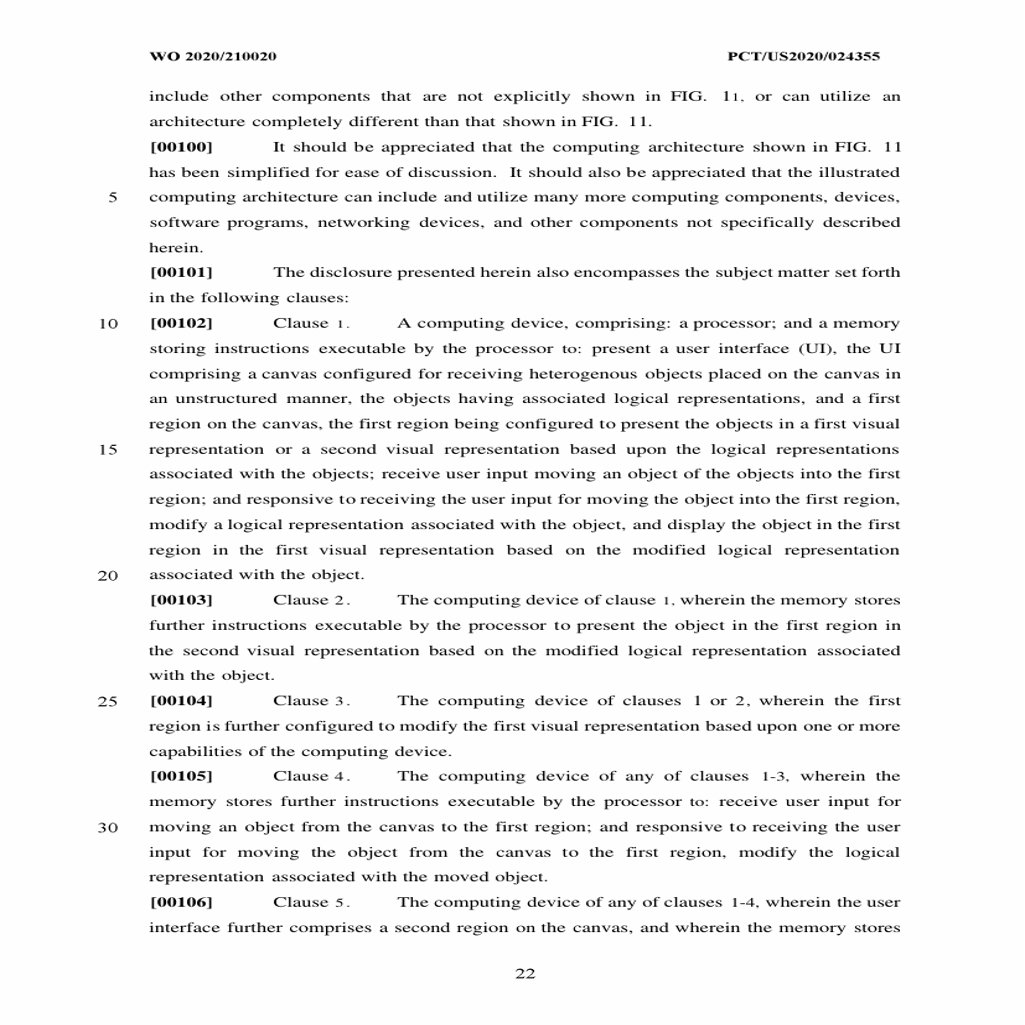 WO 2020/210020 PCT/US2020/024355
include other components that are not explicitly shown in FIG. 11, or can utilize an
architecture completely different than that shown in FIG. 11.
[00100] It should be appreciated that the computing architecture shown in FIG. 11
has been simplified for ease of discussion. It should also be appreciated that the illustrated
5 computing architecture can include and utilize many more computing components, devices,
software programs, networking devices, and other components not specifically described
herein.
[00101] The disclosure presented herein also encompasses the subject matter set forth
in the following clauses:
10 [00102] Clause 1. A computing device, comprising: a processor; and a memory
storing instructions executable by the processor to: present a user interface (UI), the UI
comprising a canvas configured for receiving heterogenous objects placed on the canvas in
an unstructured manner, the objects having associated logical representations, and a first
region on the canvas, the first region being configured to present the objects in a first visual
15 representation or a second visual representation based upon the logical representations
associated with the objects; receive user input moving an object of the objects into the first
region; and responsive to receiving the user input for moving the object into the first region,
modify a logical representation associated with the object, and display the object in the first
region in the first visual representation based on the modified logical representation
20 associated with the object.
[00103] Clause 2. The computing device of clause 1, wherein the memory stores
further instructions executable by the processor to present the object in the first region in
the second visual representation based on the modified logical representation associated
with the object.
25 [00104] Clause 3. The computing device of clauses 1 or 2, wherein the first
region is further configured to modify the first visual representation based upon one or more
capabilities of the computing device.
[00105] Clause 4. The computing device of any of clauses 1-3, wherein the
memory stores further instructions executable by the processor to: receive user input for
30 moving an object from the canvas to the first region; and responsive to receiving the user
input for moving the object from the canvas to the first region, modify the logical
representation associated with the moved object.
[00106] Clause 5. The computing device of any of clauses 1-4, wherein the user
interface further comprises a second region on the canvas, and wherein the memory stores
22